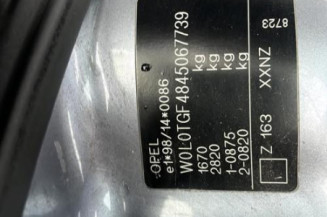 OPEL
e1*98/14*0086
W0L0TGF4845067739
1670 kg
2820 kg
1-0875 kg
2-0820 kg
Z 163 XXNZ
8723